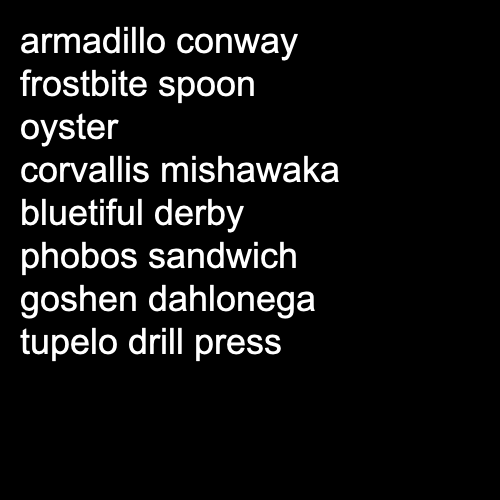 armadillo conway
frostbite spoon
oyster
corvallis mishawaka
bluetiful derby
phobos sandwich
goshen dahlonega
tupelo drill press